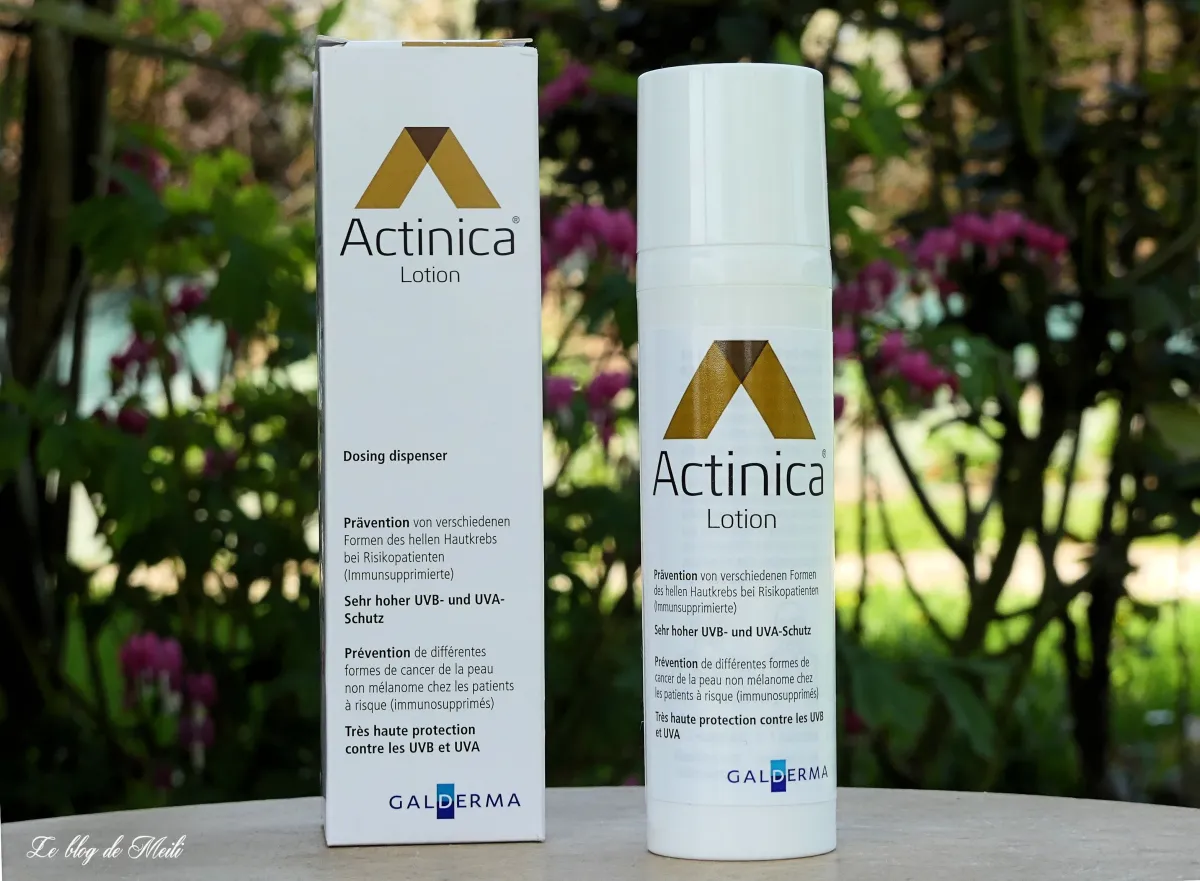 Actinica®
Lotion
Dosing dispenser
Prävention von verschiedenen
Formen des hellen Hautkrebs
bei Risikopatienten
(Immunsupprimierte)
Sehr hoher UVB- und UVA-
Schutz
Prévention de différentes
formes de cancer de la peau
non mélanome chez les patients
à risque (immunosupprimés)
Très haute protection
contre les UVB et UVA
GALDERMA
Actinica®
Lotion
Prävention von verschiedenen Formen
des hellen Hautkrebs bei Risikopatienten
(Immunsupprimierte)
Sehr hoher UVB- und UVA-Schutz
Prévention de différentes formes de
cancer de la peau non mélanome chez
les patients à risque (immunosupprimés)
Très haute protection contre les UVB
et UVA
GALDERMA
Le blog de Meili